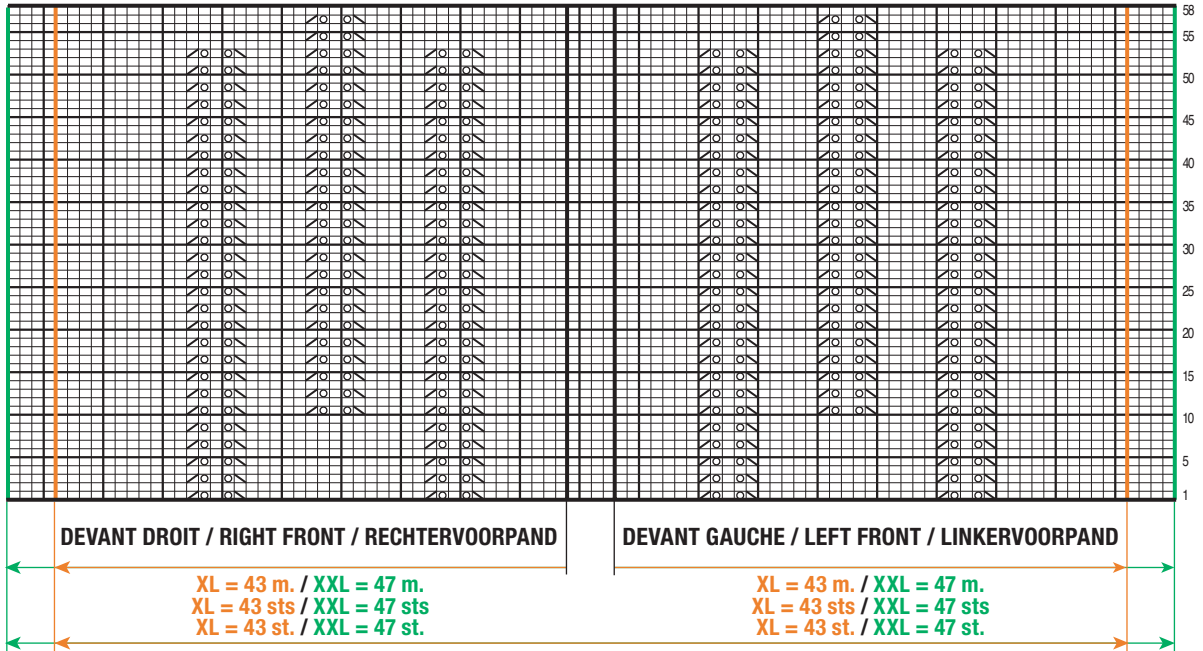 58
55
50
45
40
35
30
25
20
15
10
5
1
DEVANT DROIT / RIGHT FRONT / RECHTERVOORPAND
DEVANT GAUCHE / LEFT FRONT / LINKERVOORPAND
XL = 43 m. / XXL = 47 m.
XL = 43 sts / XXL = 47 sts
XL = 43 st. / XXL = 47 st.
XL = 43 m. / XXL = 47 m.
XL = 43 sts / XXL = 47 sts
XL = 43 st. / XXL = 47 st.